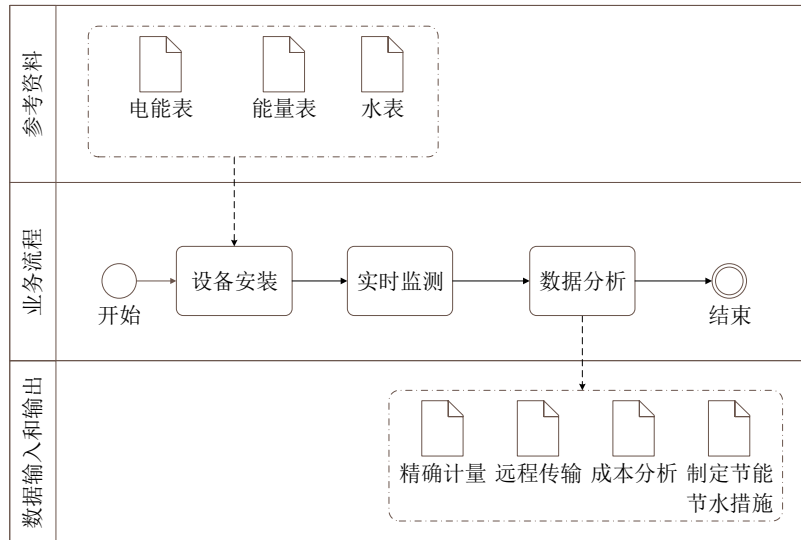 参考资料
电能表
能量表
水表
业务流程
开始
设备安装
实时监测
数据分析
结束
数据输入和输出
精确计量
远程传输
成本分析
制定节能
节水措施